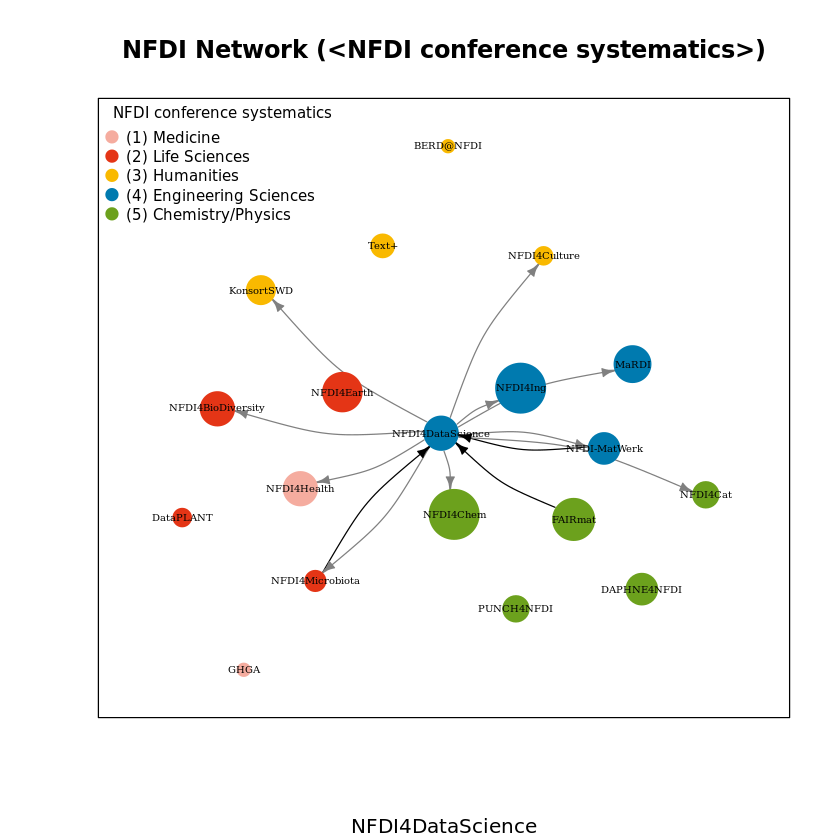 NFDI Network (<NFDI conference systematics>)
NFDI conference systematics
(1) Medicine
(2) Life Sciences
(3) Humanities
(4) Engineering Sciences
(5) Chemistry/Physics
BERD@NFDI
Text+
NFDI4Culture
KonsortSWD
MaRDI
NFDI4Ing
NFDI4Earth
NFDI4BioDiversity
NFDI4DataScience
NFDI-MatWerk
NFDI4Health
NFDI4Cat
NFDI4Chem
FAIRmat
DataPLANT
NFDI4Microbiota
DAPHNE4NFDI
PUNCH4NFDI
GHGA
NFDI4DataScience